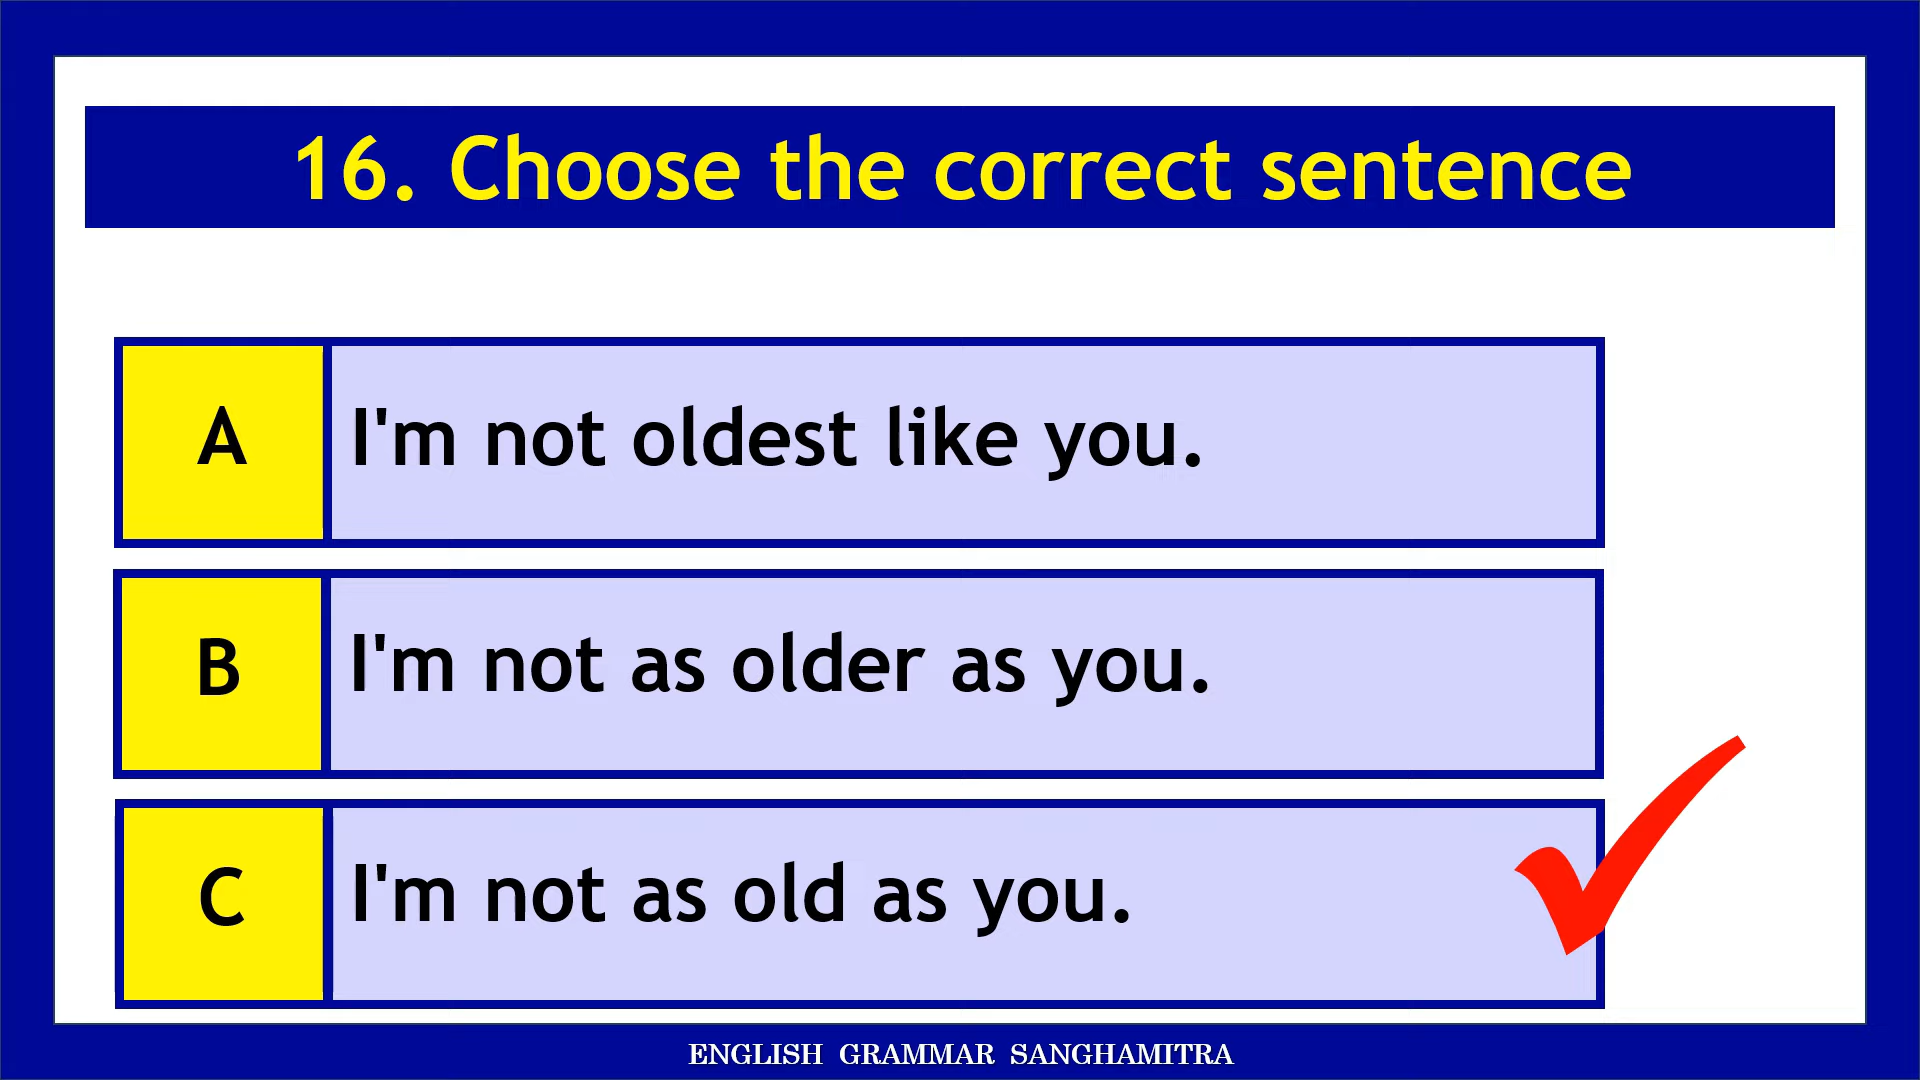 16. Choose the correct sentence
A
I'm not oldest like you.
B
I'm not as older as you.
C
I'm not as old as you.
ENGLISH GRAMMAR SANGHAMITRA